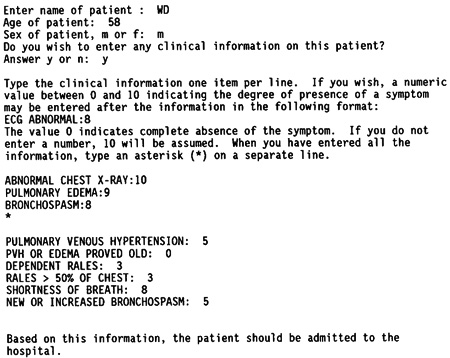 Enter name of patient :  WD
Age of patient:  58
Sex of patient, m or f:  m
Do you wish to enter any clinical information on this patient?
Answer y or n:  y
Type the clinical information one item per line.  If you wish, a numeric
value between 0 and 10 indicating the degree of presence of a symptom
may be entered after the information in the following format:
ECG ABNORMAL:8
The value 0 indicates complete absence of the symptom.  If you do not
enter a number, 10 will be assumed.  When you have entered all the
information, type an asterisk (*) on a separate line.
ABNORMAL CHEST X-RAY:10
PULMONARY EDEMA:9
BRONCHOSPASM:8
*
PULMONARY VENOUS HYPERTENSION:  5
PVH OR EDEMA PROVED OLD:  0
DEPENDENT RALES:  3
RALES > 50% OF CHEST:  3
SHORTNESS OF BREATH:  8
NEW OR INCREASED BRONCHOSPASM:  5
Based on this information, the patient should be admitted to the
hospital.